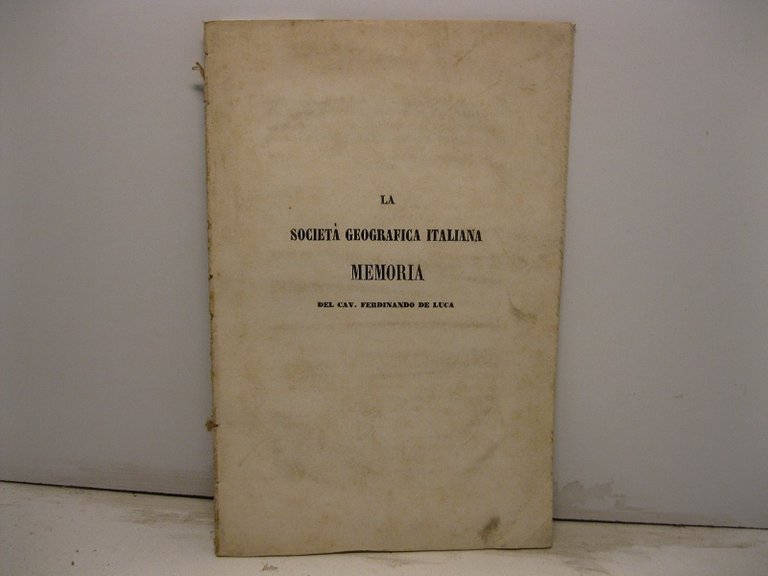 LA
SOCIETÀ GEOGRAFICA ITALIANA
MEMORIA
DEL CAV. FERDINANDO DE LUCA